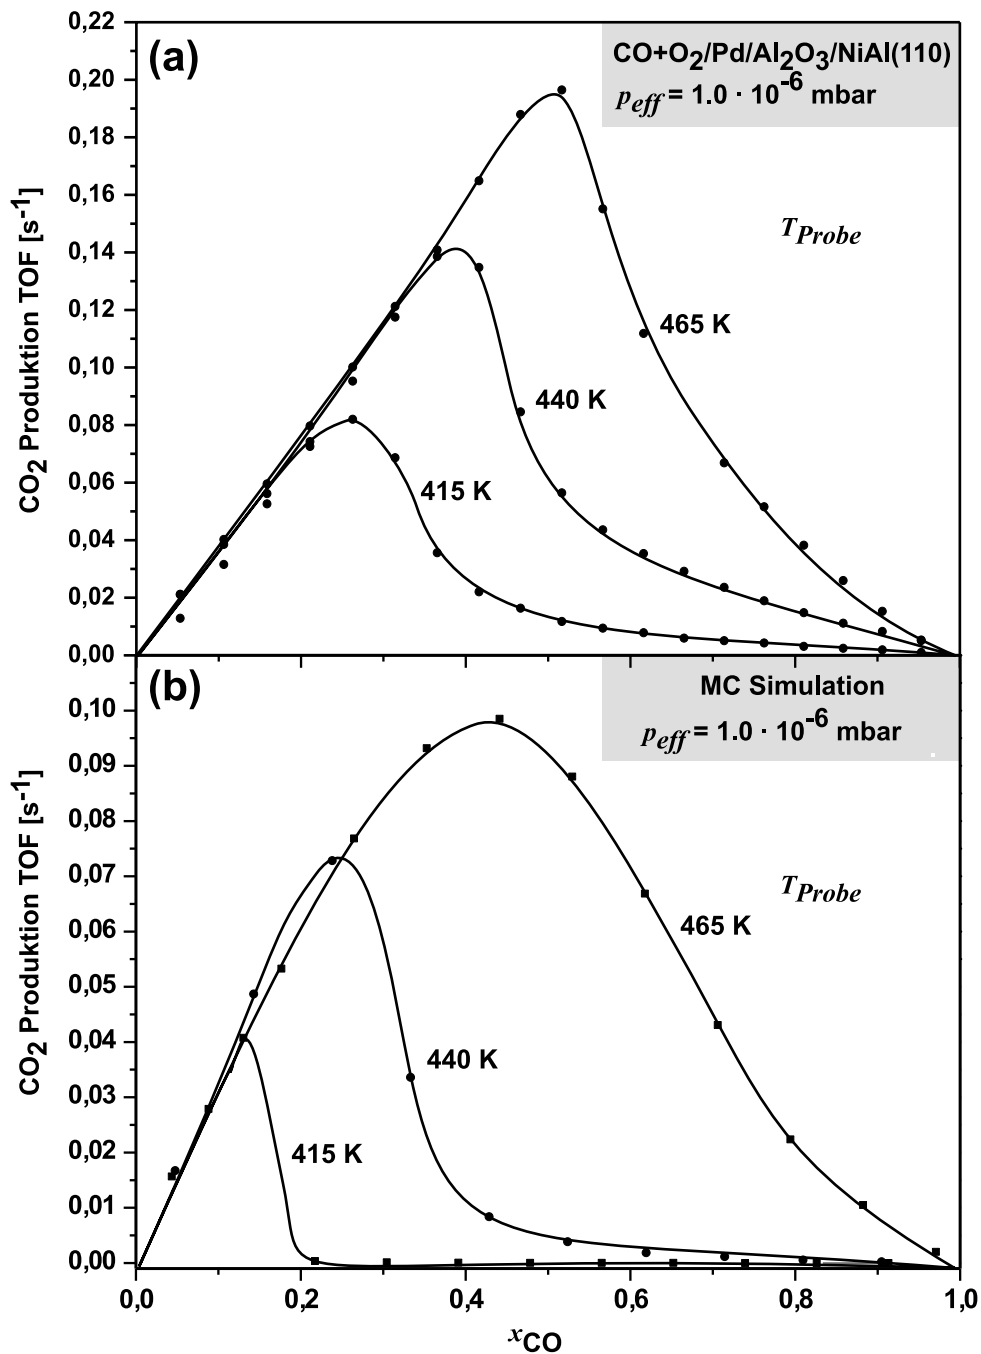 0,22
0,20
0,18
0,16
0,14
0,12
0,10
0,08
0,06
0,04
0,02
0,00
CO2 Produktion TOF [s-1]
(a)
CO+O2/Pd/Al2O3/NiAl(110)
peff = 1.0 · 10-6 mbar
TProbe
465 K
440 K
415 K
0,10
0,09
0,08
0,07
0,06
0,05
0,04
0,03
0,02
0,01
0,00
CO2 Produktion TOF [s-1]
(b)
MC Simulation
peff = 1.0 · 10-6 mbar
TProbe
465 K
440 K
415 K
0,0 0,2 0,4 0,6 0,8 1,0
xCO